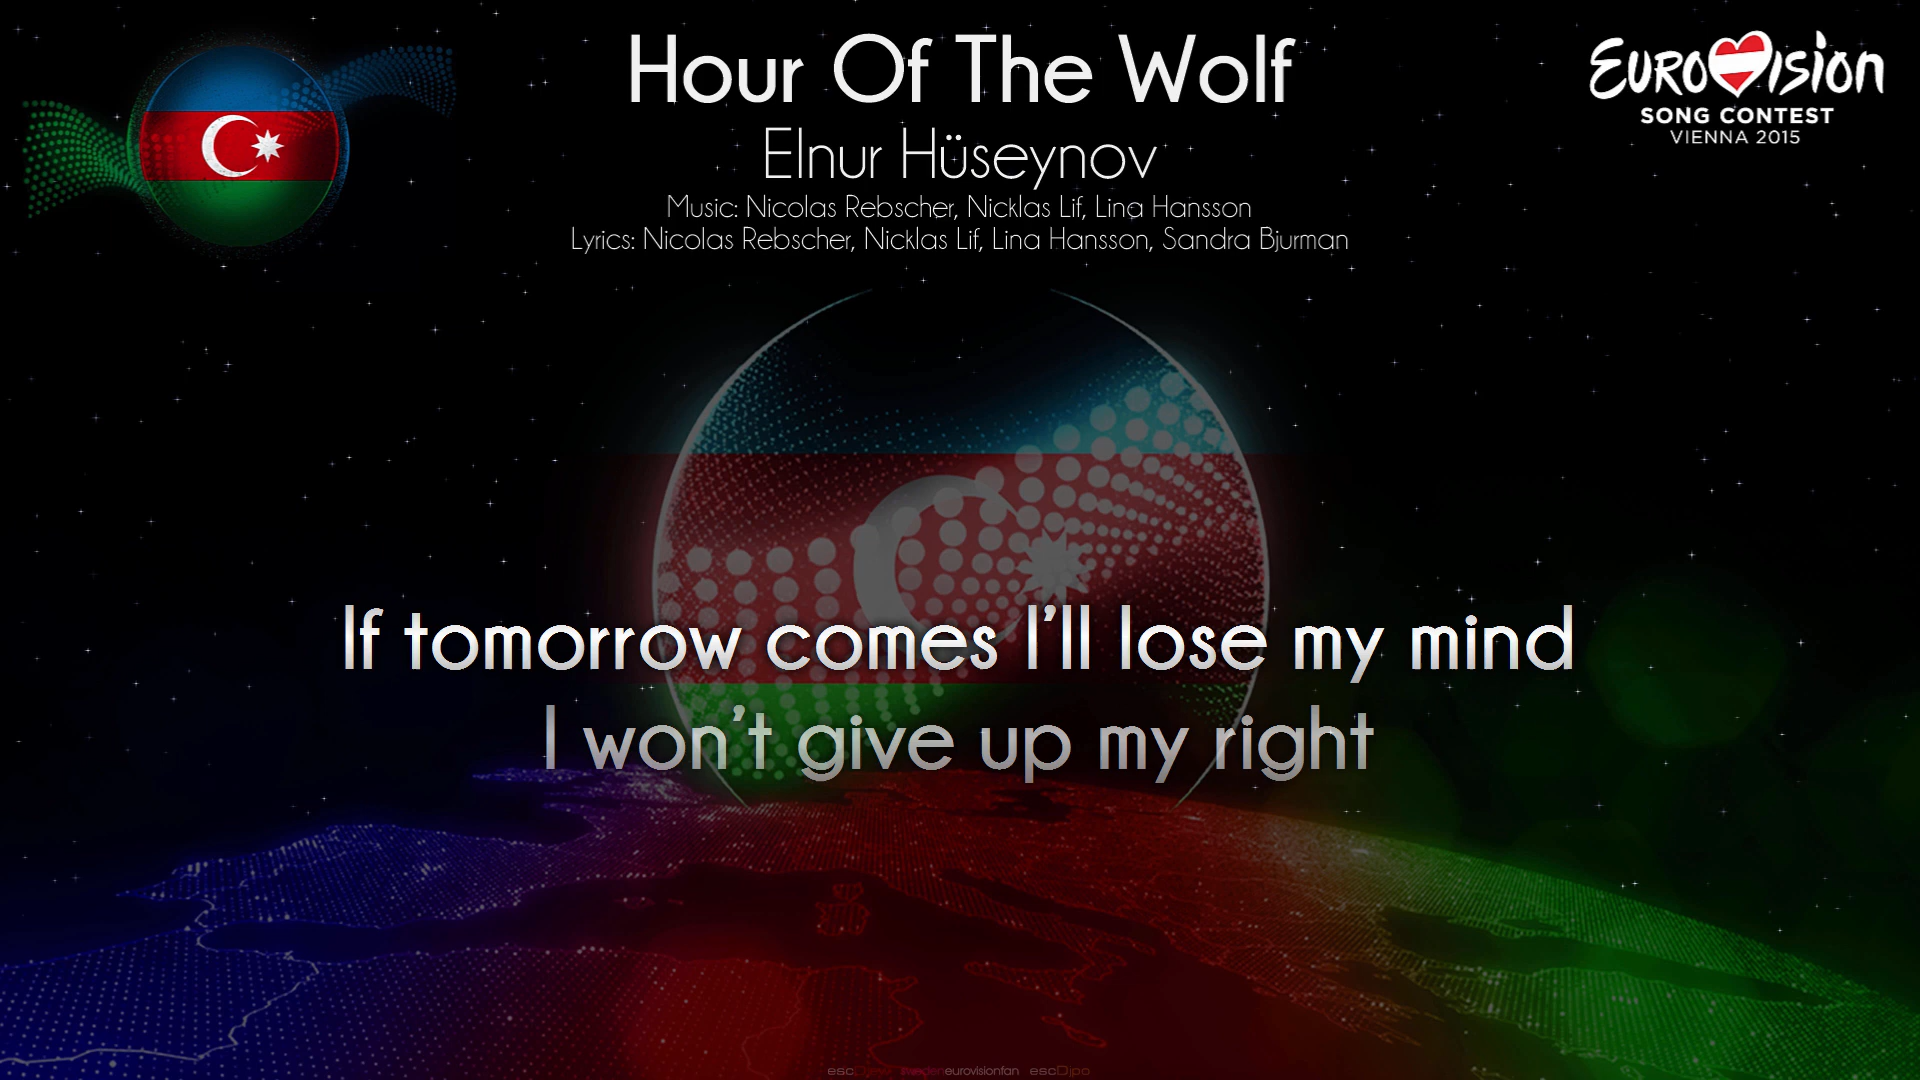 Hour Of The Wolf
Elnur Hüseynov
Music: Nicolas Rebscher, Nicklas Lif, Lina Hansson
Lyrics: Nicolas Rebscher, Nicklas Lif, Lina Hansson, Sandra Bjurman
EUROVISION
SONG CONTEST
VIENNA 2015
If tomorrow comes I'll lose my mind
I won't give up my right
swedeneurovisionfan escDjpo